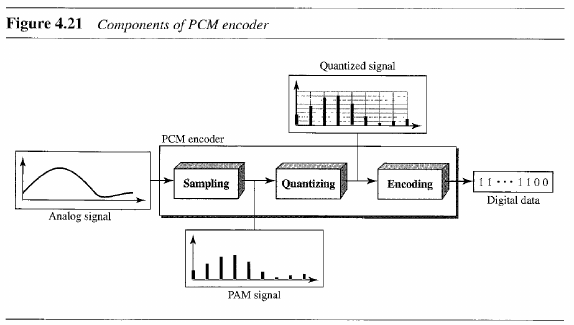 Figure 4.21 Components of PCM encoder
Quantized signal
PCM encoder
Sampling
Quantizing
Encoding
11 ··· 1100
Digital data
Analog signal
PAM signal